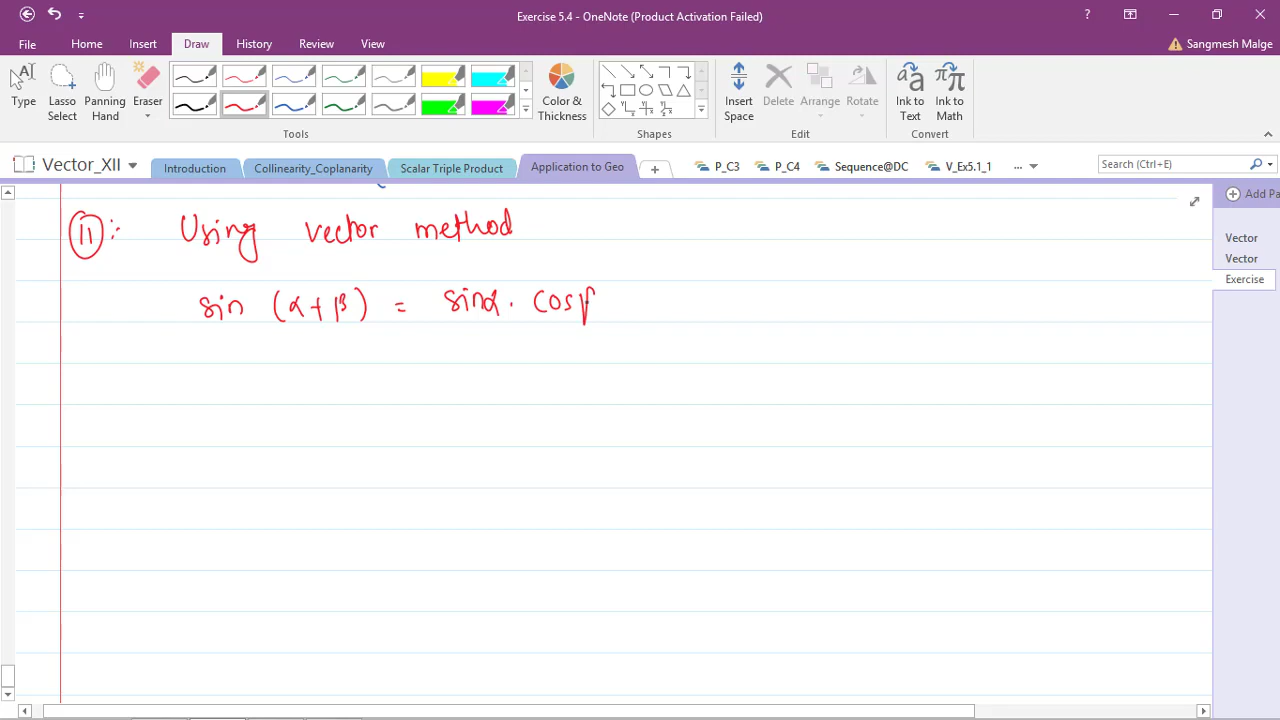 Exercise 5.4 - OneNote (Product Activation Failed)
File Home Insert Draw History Review View Sangmesh Malge
Type Lasso Select Panning Hand Eraser Color & Thickness Insert Space Delete Arrange Rotate Ink to Text Ink to Math
Tools Shapes Edit Convert
Vector_XII Introduction Collinearity_Coplanarity Scalar Triple Product Application to Geo P_C3 P_C4 Sequence@DC V_Ex5.1_1 ... Search (Ctrl+E)
Add Pa
Vector
Vector
Exercise
11 :- Using vector method
sin (α+β) = sinα. cosβ